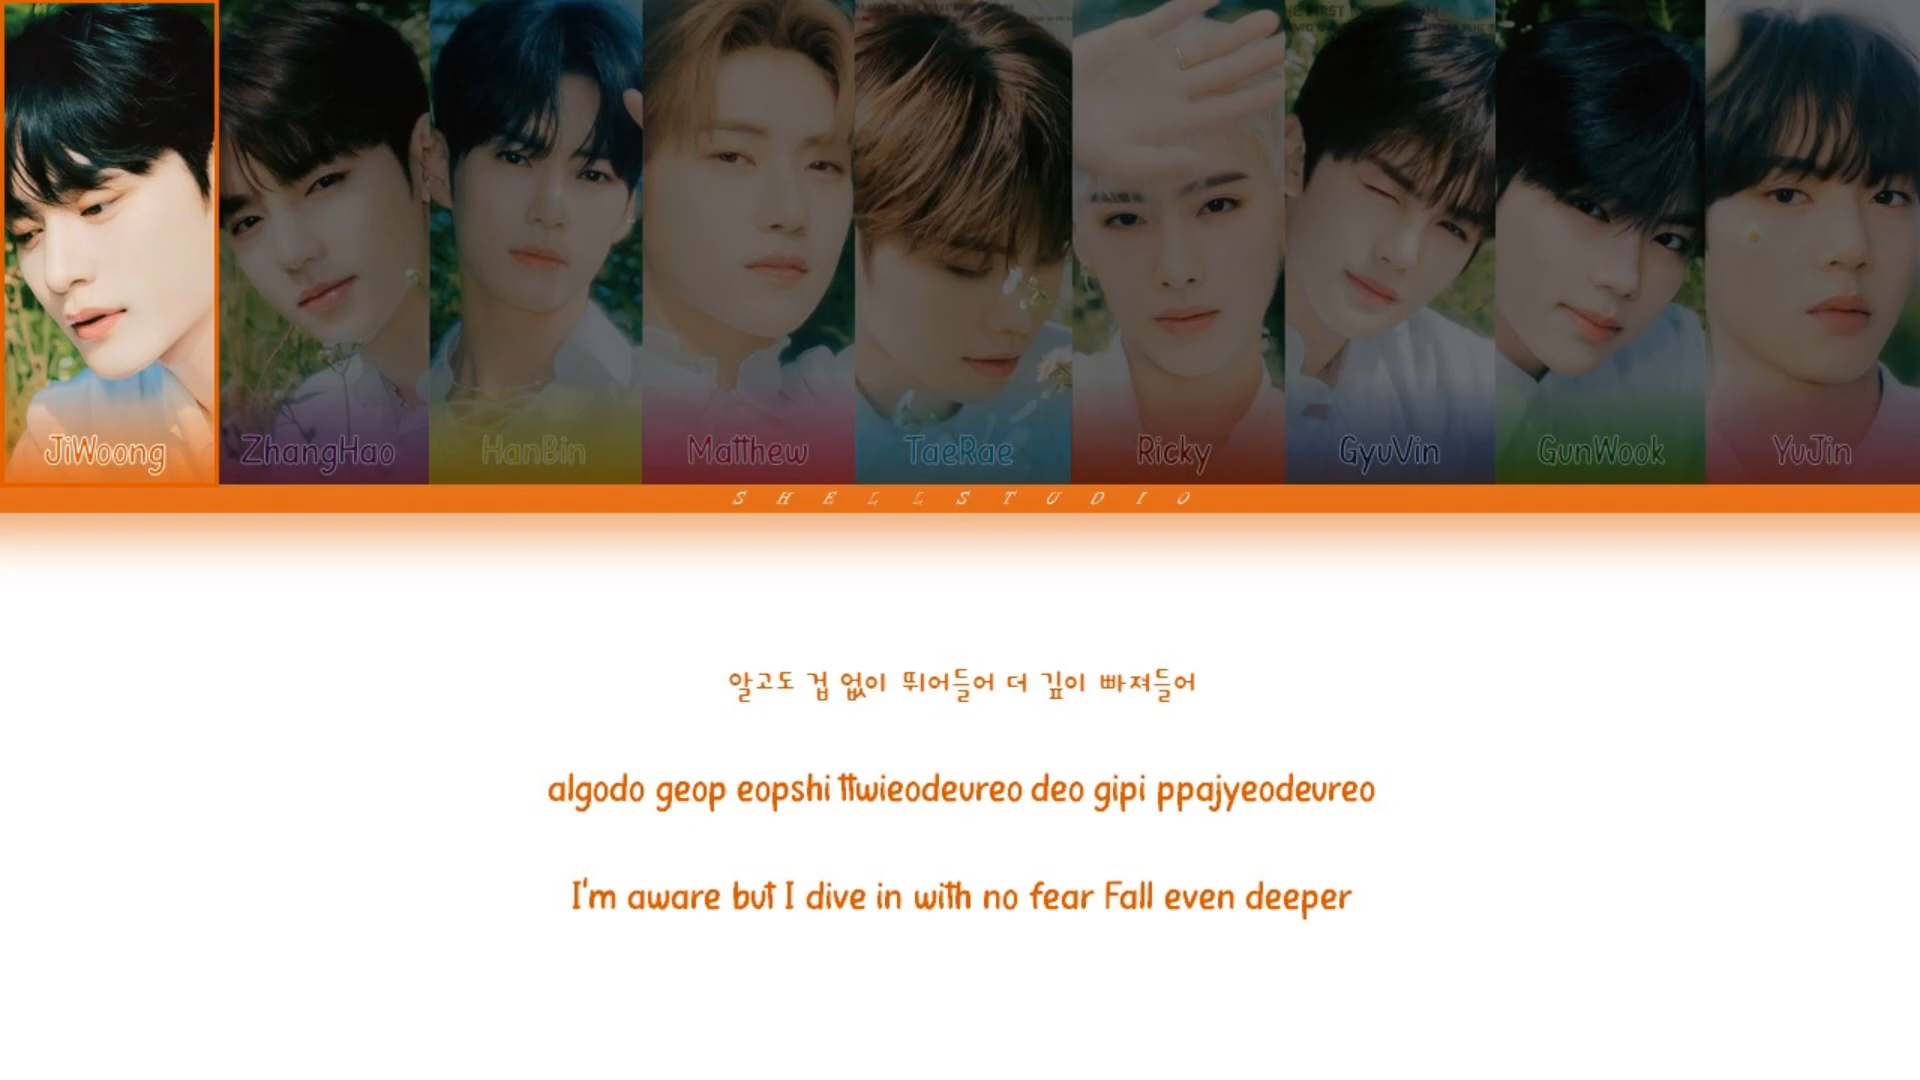 JiWoong ZhangHao HanBin Matthew TaeRae Ricky GyuVin GunWook YuJin
SHELLSTUDIO
알고도 겁 없이 뛰어들어 더 깊이 빠져들어
algodo geop eopshi ttwieodeureo deo gipi ppajyeodeureo
I'm aware but I dive in with no fear Fall even deeper